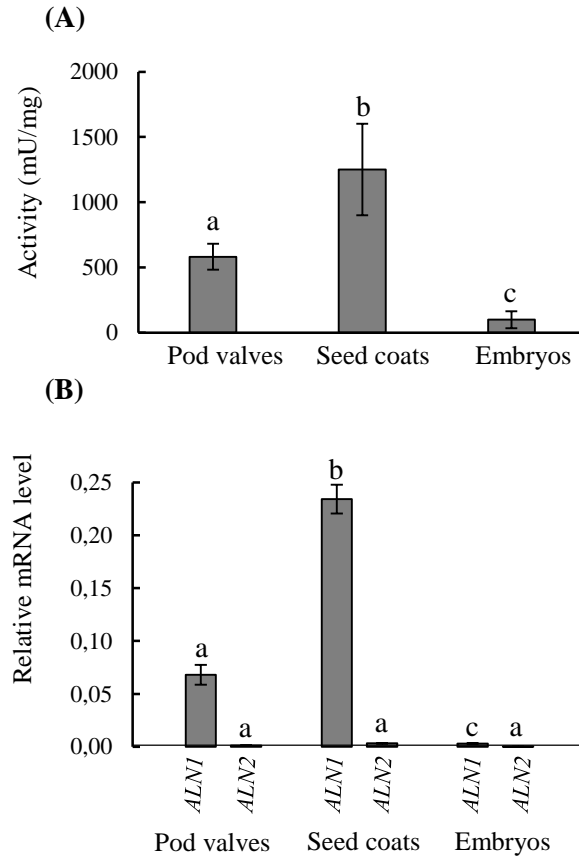 (A)
Activity (mU/mg)
2000
1500
1000
500
0
a
b
c
Pod valves Seed coats Embryos
(B)
Relative mRNA level
0,25
0,20
0,15
0,10
0,05
0,00
a
a
b
a
c
a
ALN1 ALN2 ALN1 ALN2 ALN1 ALN2
Pod valves Seed coats Embryos